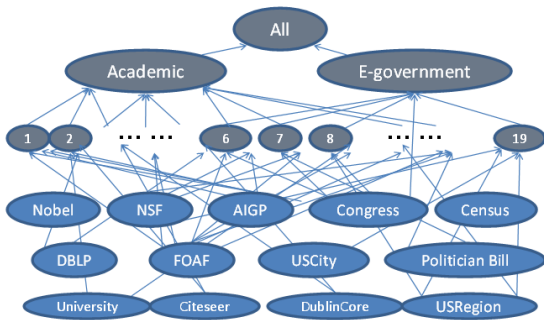 All
Academic
E-government
1
2
... ...
6
7
8
... ...
19
Nobel
NSF
AIGP
Congress
Census
DBLP
FOAF
USCity
Politician Bill
University
Citeseer
DublinCore
USRegion